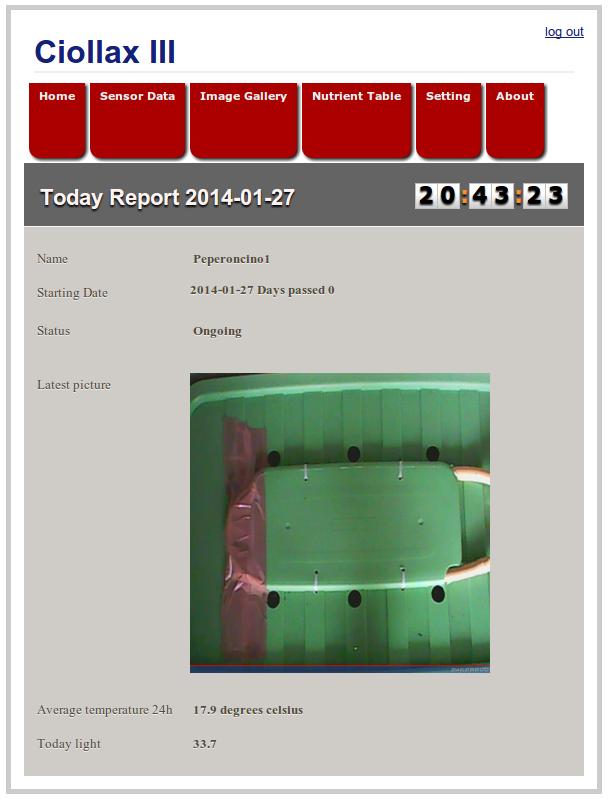 log out
Ciollax III
Home Sensor Data Image Gallery Nutrient Table Setting About
Today Report 2014-01-27 20:43:23
Name Peperoncino1
Starting Date 2014-01-27 Days passed 0
Status Ongoing
Latest picture
Average temperature 24h 17.9 degrees celsius
Today light 33.7